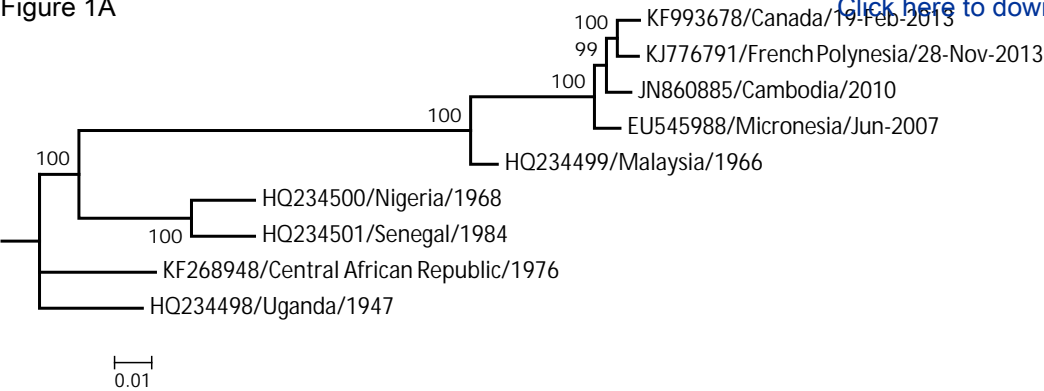 Figure 1A
Click here to dow
100
KF993678/Canada/19-Feb-2013
99
KJ776791/French Polynesia/28-Nov-2013
100
JN860885/Cambodia/2010
100
EU545988/Micronesia/Jun-2007
HQ234499/Malaysia/1966
100
HQ234500/Nigeria/1968
100
HQ234501/Senegal/1984
KF268948/Central African Republic/1976
HQ234498/Uganda/1947
0.01